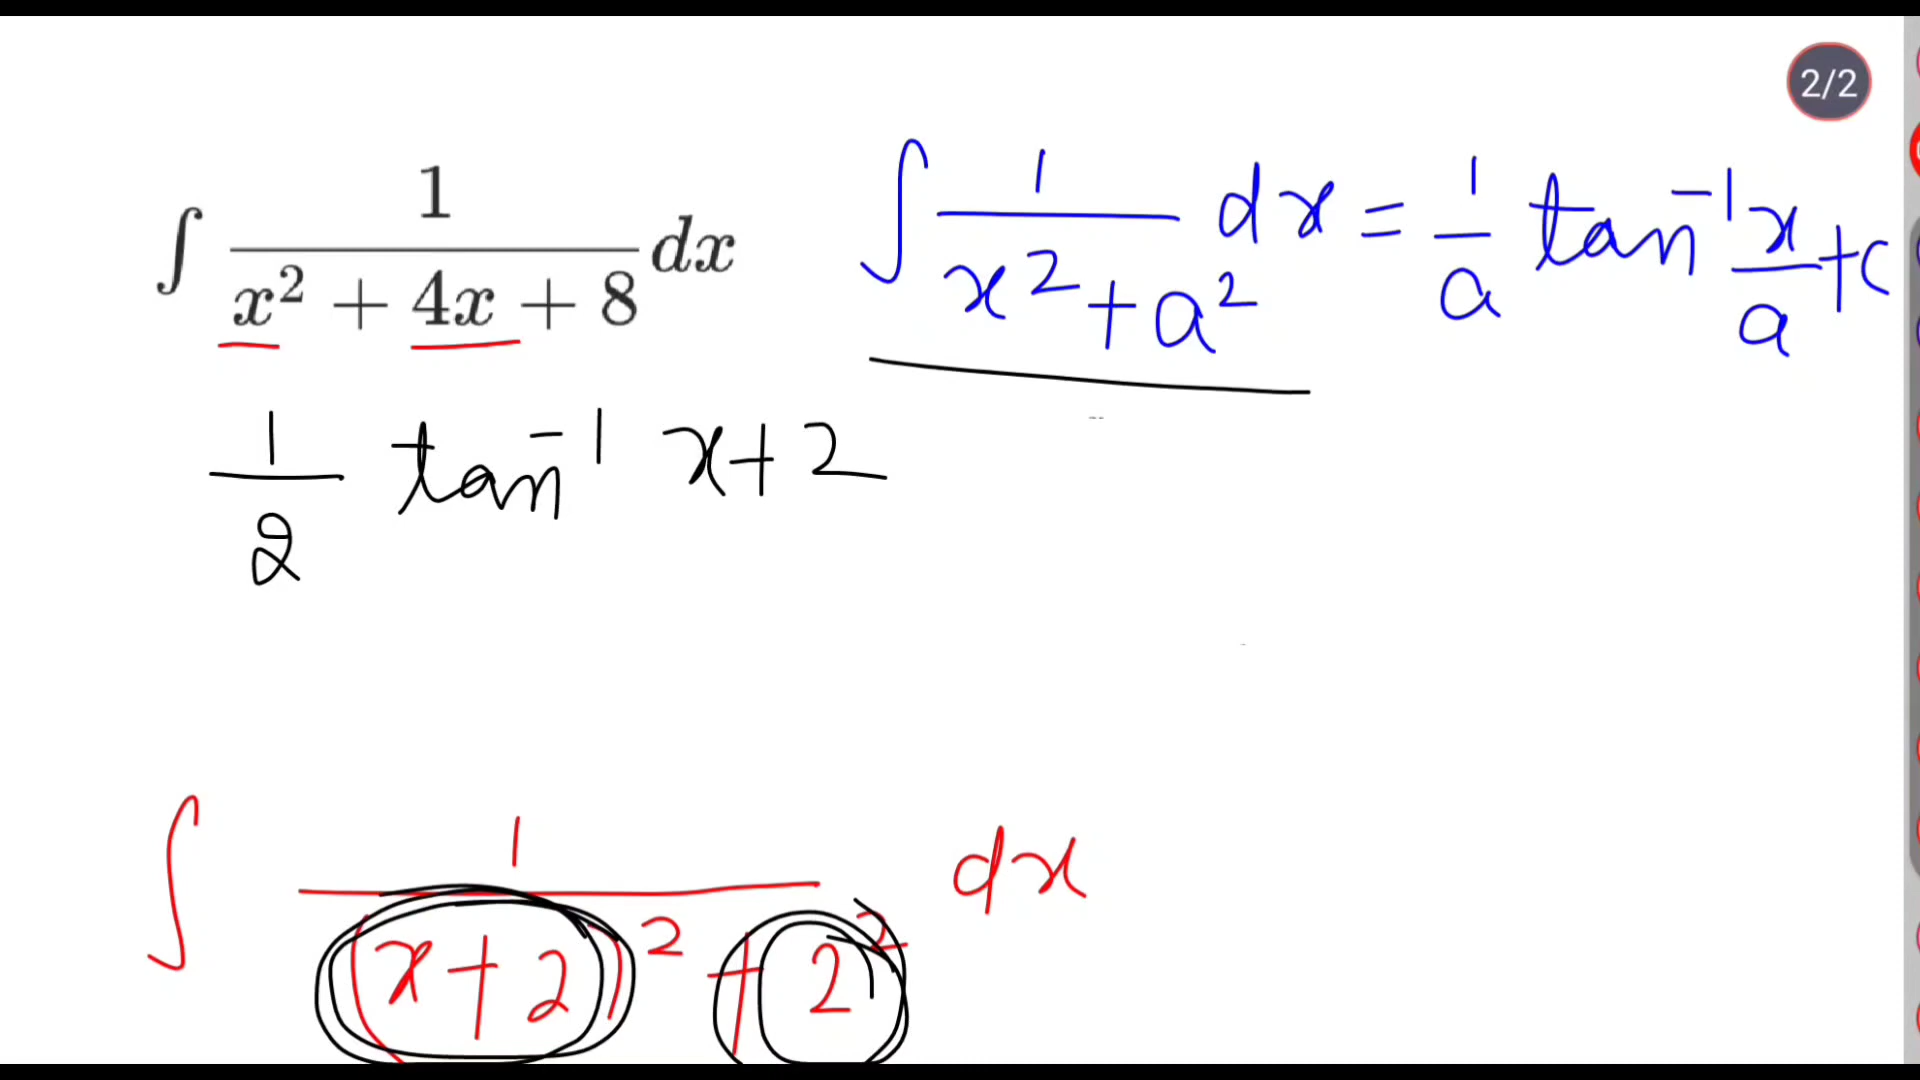 2/2
∫ 1/(x² + 4x + 8) dx
∫ 1/(x² + a²) dx = 1/a tan⁻¹ x/a + c
1/2 tan⁻¹ x+2
∫ 1/((x+2)² + 2²) dx